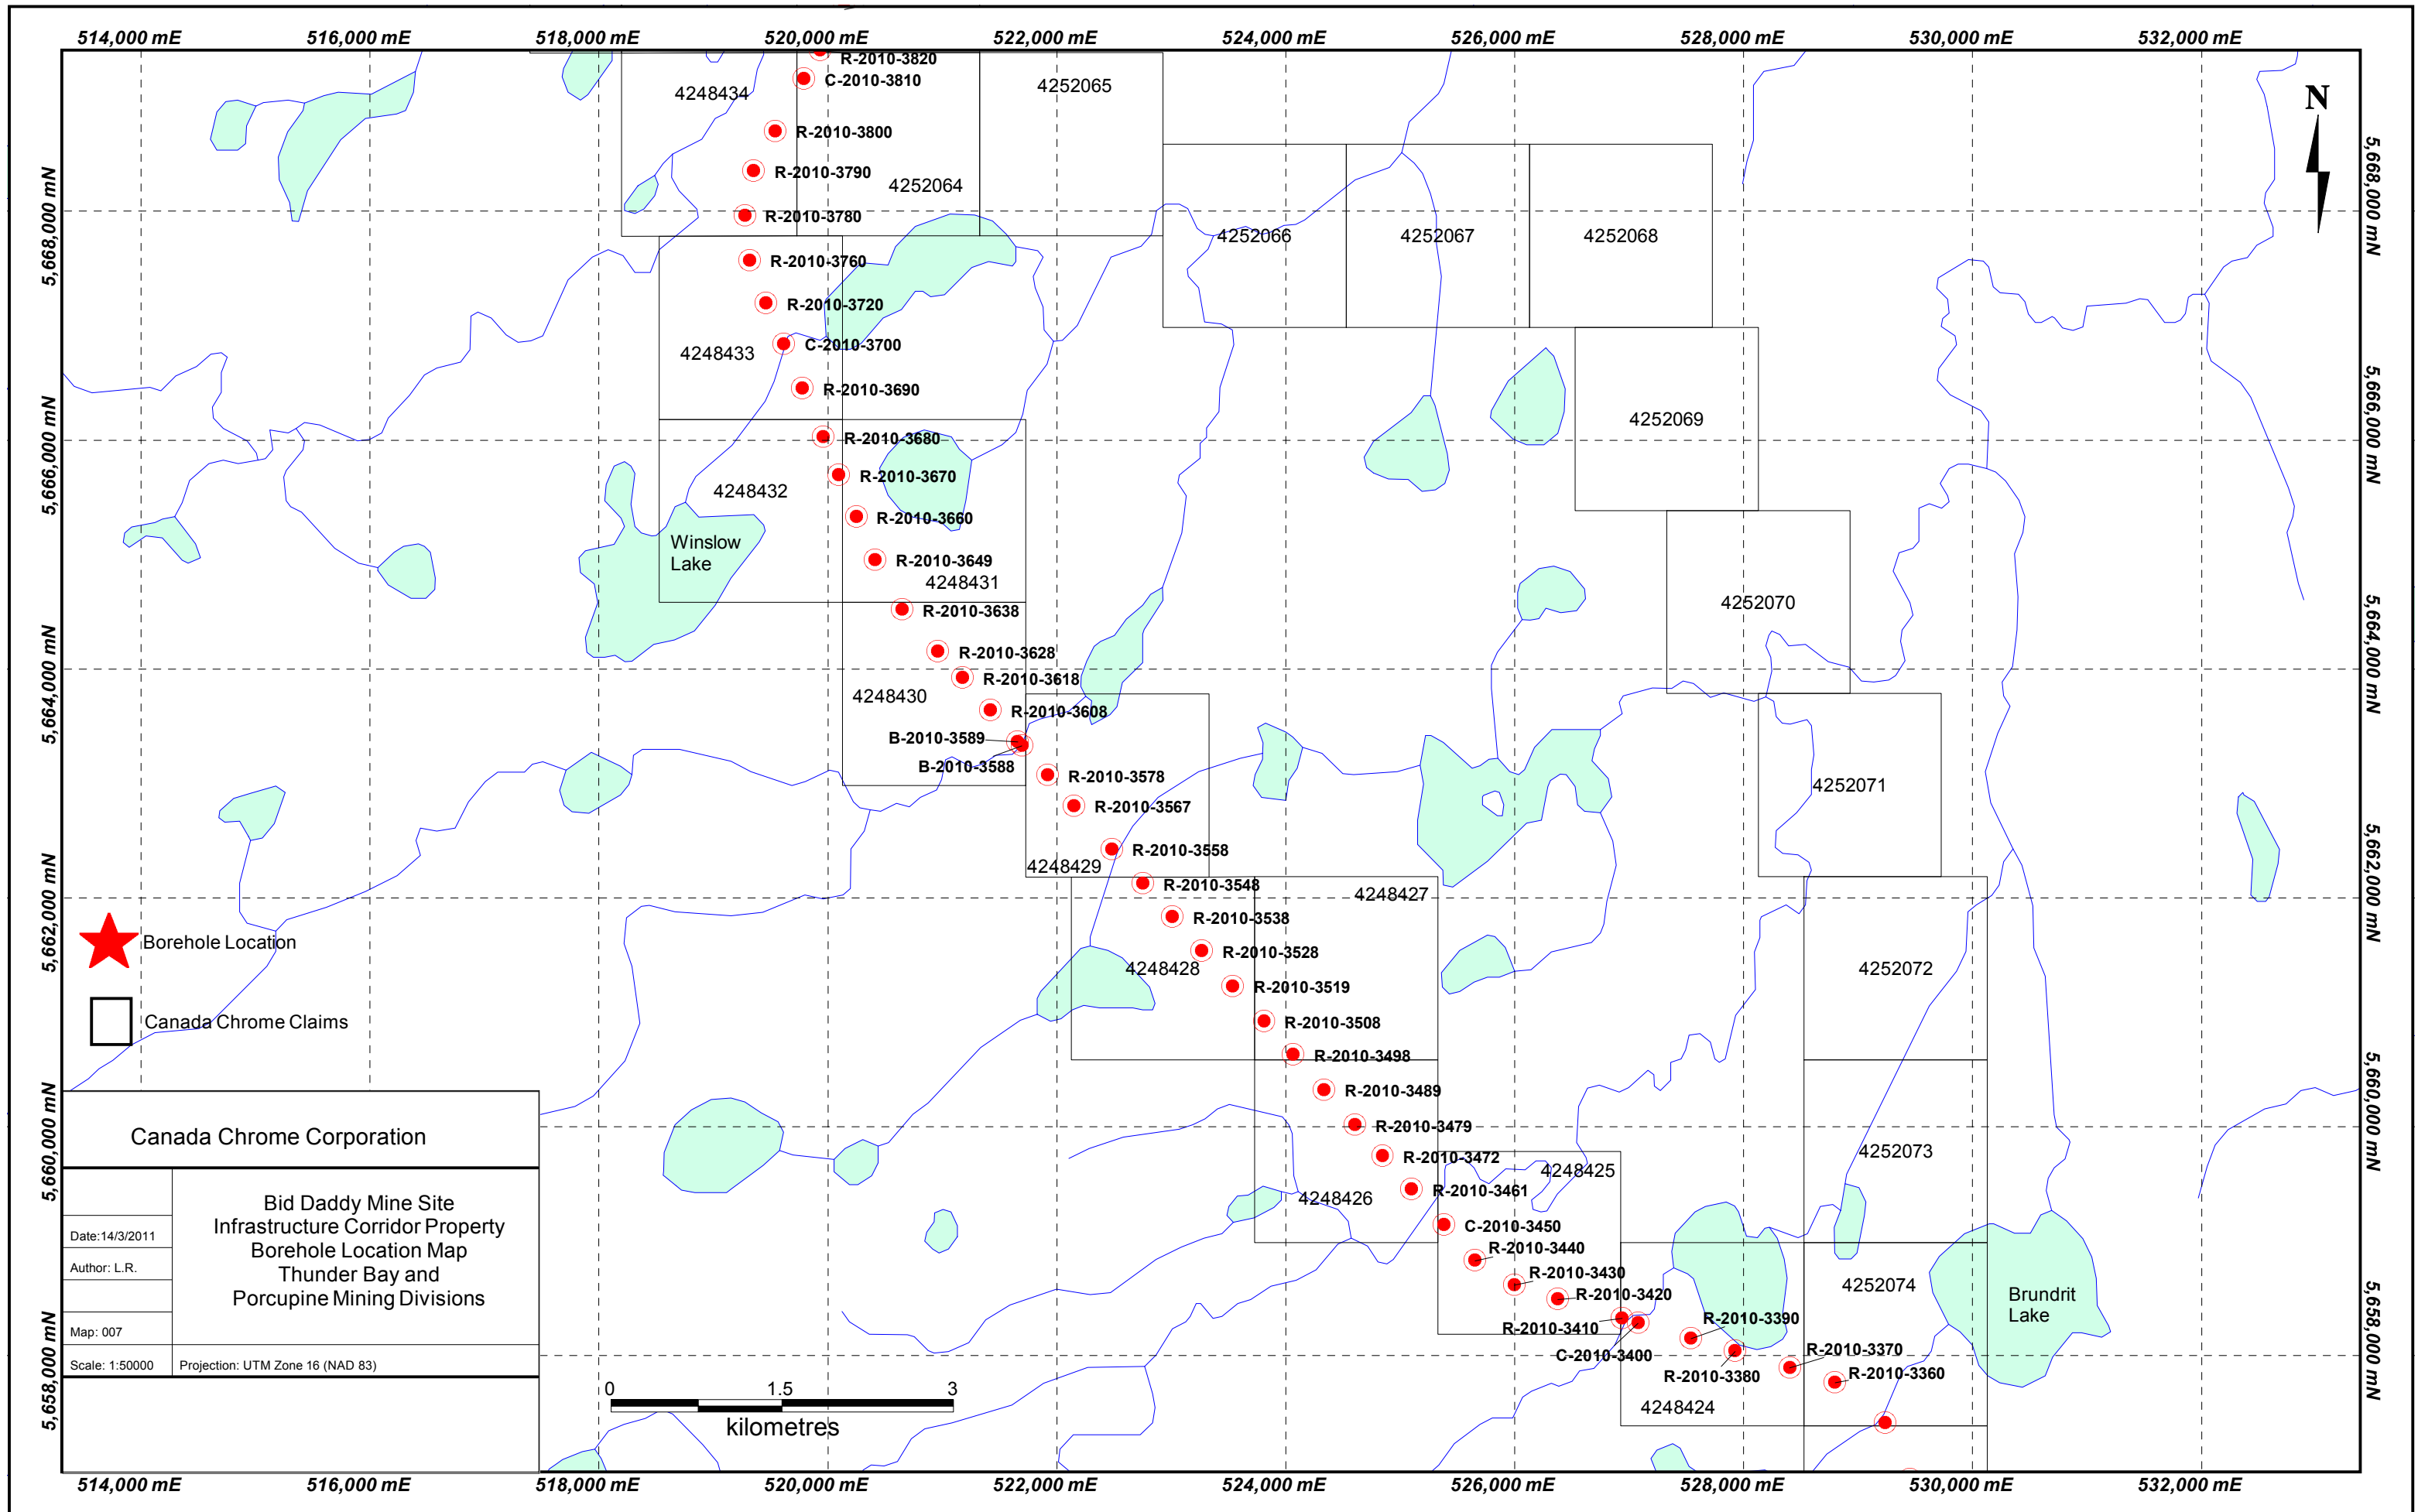 514,000 mE 516,000 mE 518,000 mE 520,000 mE 522,000 mE 524,000 mE 526,000 mE 528,000 mE 530,000 mE 532,000 mE
R-2010-3820
C-2010-3810
4252065
4248434
N
R-2010-3800
R-2010-3790
4252064
5,668,000 mN
5,668,000 mN
R-2010-3780
4252066
4252067
4252068
R-2010-3760
R-2010-3720
C-2010-3700
4248433
R-2010-3690
4252069
5,666,000 mN
5,666,000 mN
R-2010-3680
R-2010-3670
4248432
R-2010-3660
Winslow
Lake
R-2010-3649
4248431
4252070
R-2010-3638
5,664,000 mN
5,664,000 mN
R-2010-3628
R-2010-3618
4248430
R-2010-3608
B-2010-3589
B-2010-3588
R-2010-3578
4252071
R-2010-3567
R-2010-3558
4248429
R-2010-3548
4248427
5,662,000 mN
5,662,000 mN
R-2010-3538
Borehole Location
R-2010-3528
4248428
4252072
R-2010-3519
Canada Chrome Claims
R-2010-3508
R-2010-3498
R-2010-3489
5,660,000 mN
5,660,000 mN
R-2010-3479
Canada Chrome Corporation
4252073
R-2010-3472
4248425
R-2010-3461
4248426
Bid Daddy Mine Site
Infrastructure Corridor Property
Borehole Location Map
Thunder Bay and
Porcupine Mining Divisions
Date:14/3/2011
Author: L.R.
Map: 007
Scale: 1:50000
Projection: UTM Zone 16 (NAD 83)
C-2010-3450
R-2010-3440
R-2010-3430
4252074
R-2010-3420
Brundrit
Lake
R-2010-3390
R-2010-3410
5,658,000 mN
5,658,000 mN
C-2010-3400
R-2010-3370
R-2010-3380
R-2010-3360
4248424
0 1.5 3
kilometres
514,000 mE 516,000 mE 518,000 mE 520,000 mE 522,000 mE 524,000 mE 526,000 mE 528,000 mE 530,000 mE 532,000 mE